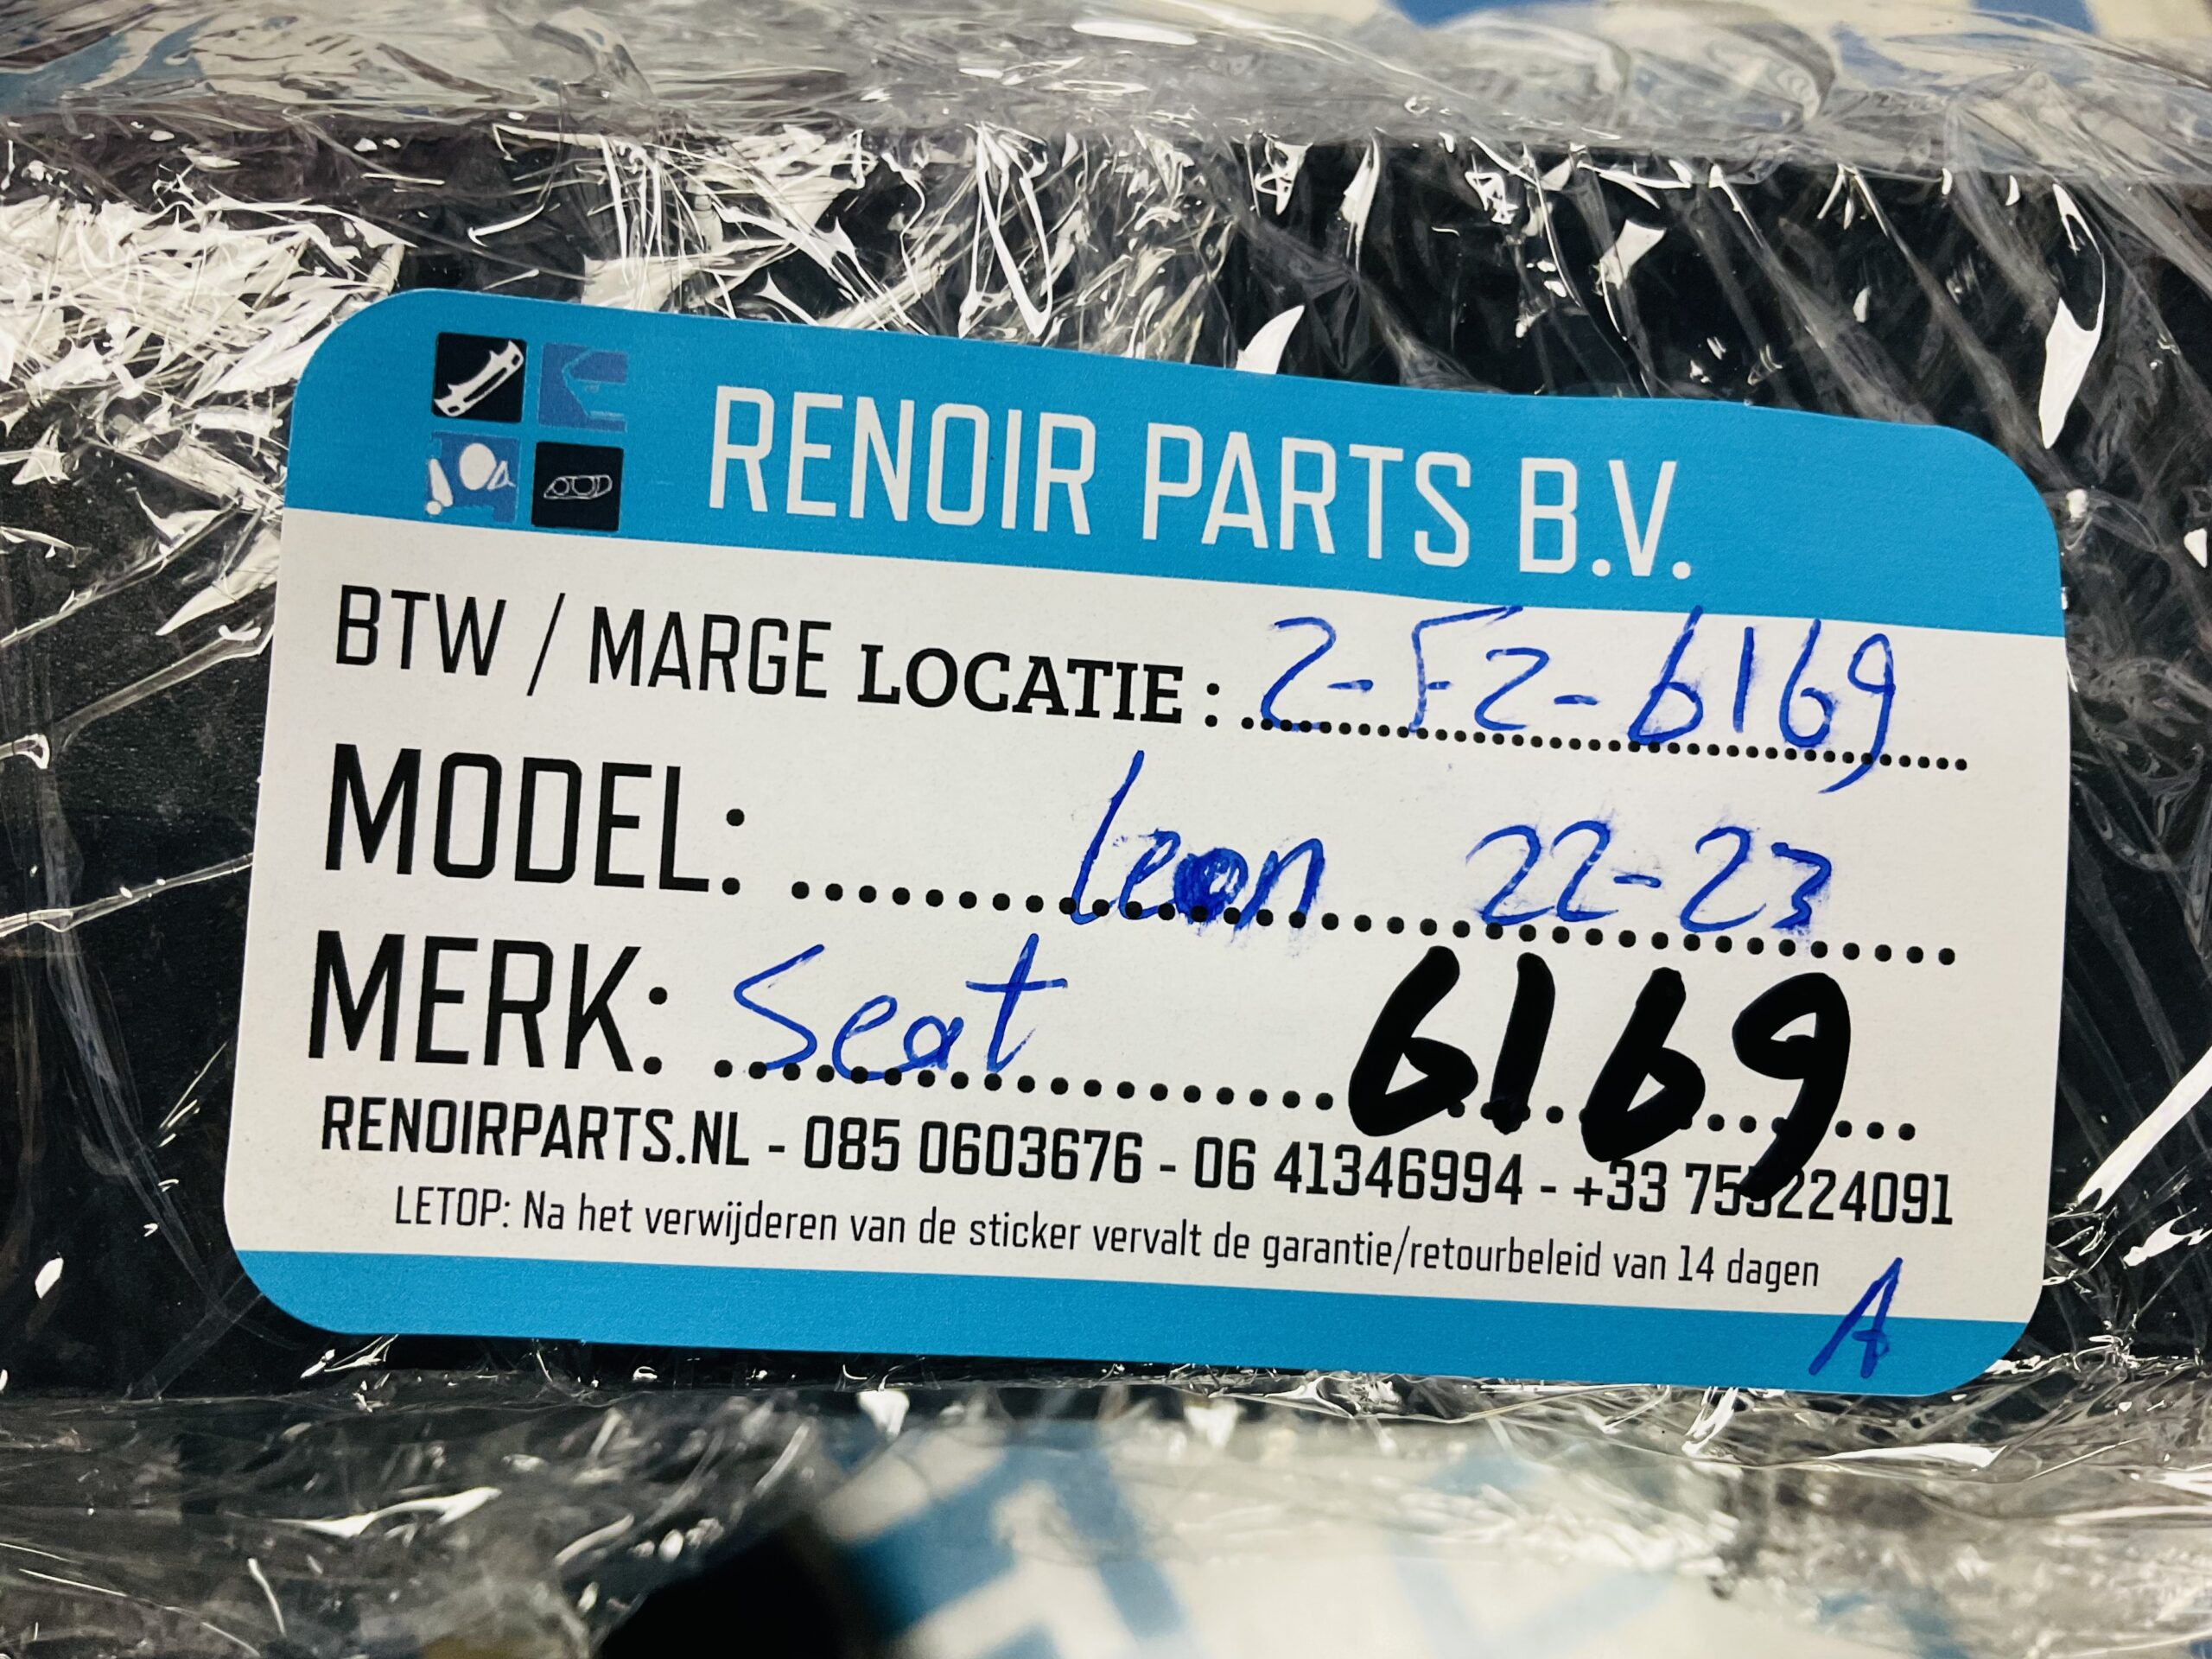 RENOIR PARTS B.V.
BTW / MARGE LOCATIE: 2-F2-6169
MODEL: Leon 22-23
MERK: Seat 6169
RENOIRPARTS.NL - 085 0603676 - 06 41346994 - +33 755224091
LETOP: Na het verwijderen van de sticker vervalt de garantie/retourbeleid van 14 dagen
A